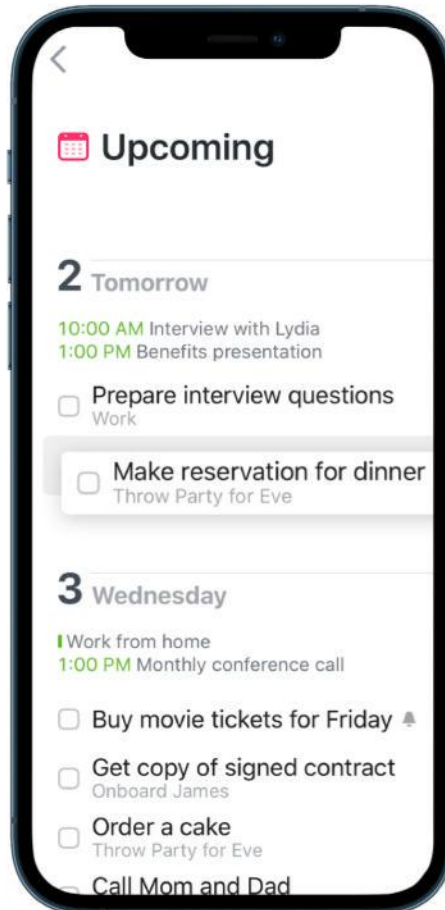 Upcoming
2 Tomorrow
10:00 AM Interview with Lydia
1:00 PM Benefits presentation
Prepare interview questions
Work
Make reservation for dinner
Throw Party for Eve
3 Wednesday
Work from home
1:00 PM Monthly conference call
Buy movie tickets for Friday
Get copy of signed contract
Onboard James
Order a cake
Throw Party for Eve
Call Mom and Dad